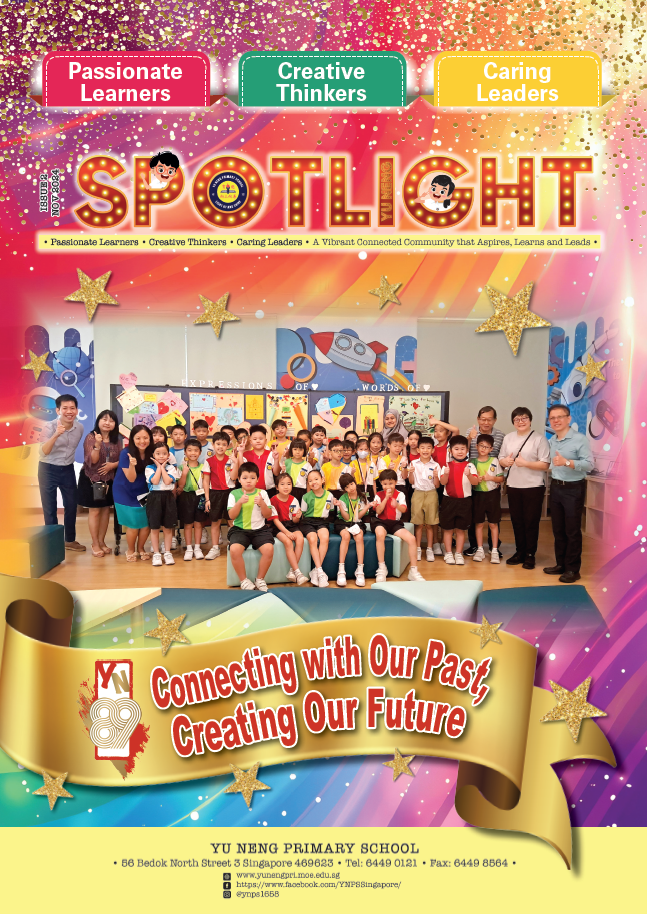 Passionate
Learners
Creative
Thinkers
Caring
Leaders
ISSUE 2
NOV 2024
SPOTLIGHT
YU NENG
• Passionate Learners • Creative Thinkers • Caring Leaders • A Vibrant Connected Community that Aspires, Learns and Leads •
EXPRESSIONS OF♥ WORDS OF♥
YN
89
Connecting with Our Past,
Creating Our Future
YU NENG PRIMARY SCHOOL
• 56 Bedok North Street 3 Singapore 469623 • Tel: 6449 0121 • Fax: 6449 8564 •
www.yunengpri.moe.edu.sg
https://www.facebook.com/YNPSSingapore/
@ynps1658